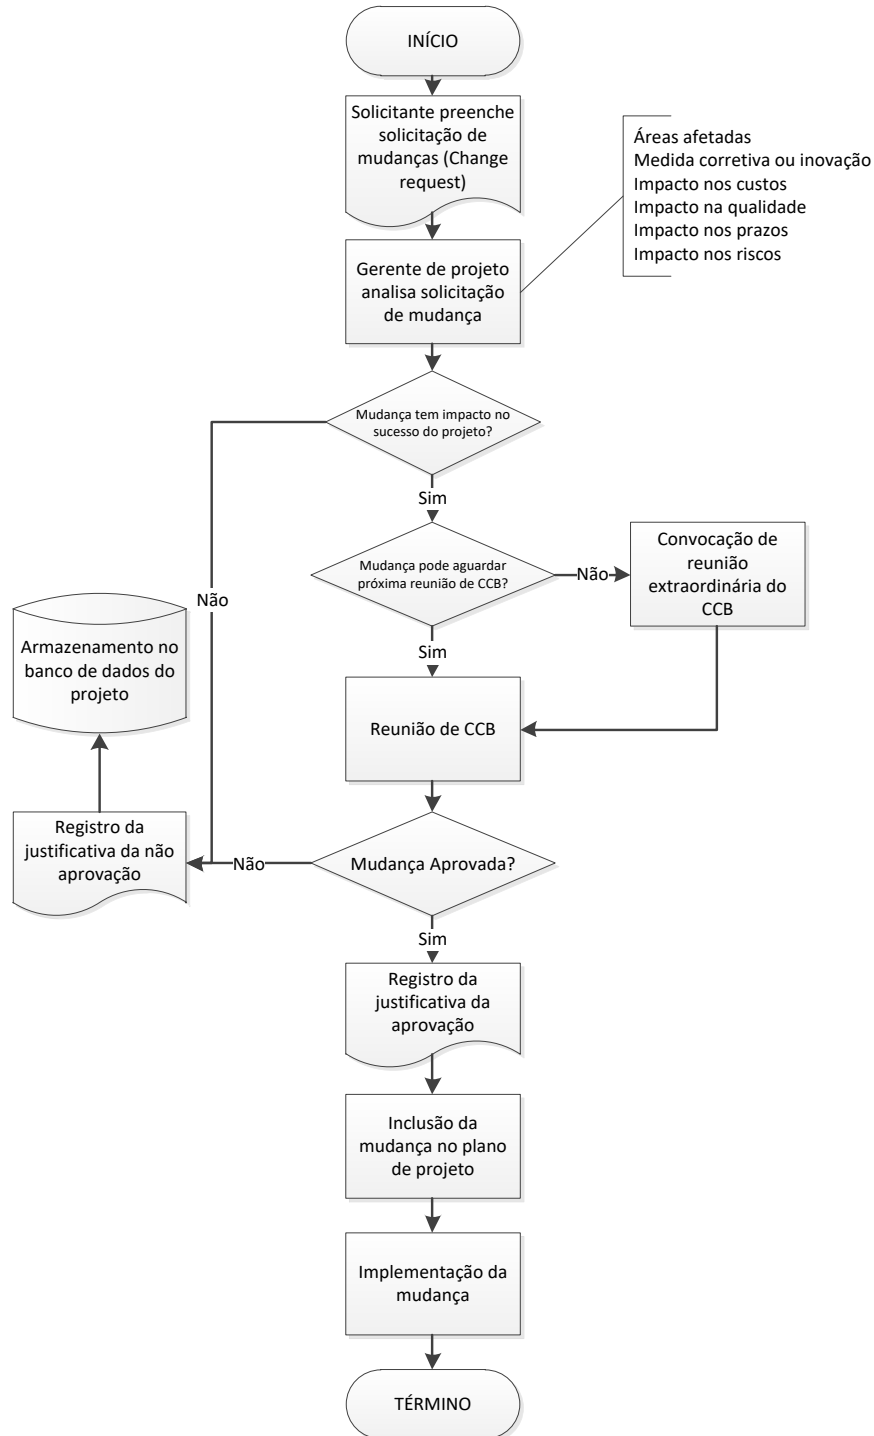 INÍCIO
Solicitante preenche
solicitação de
mudanças (Change
request)
Áreas afetadas
Medida corretiva ou inovação
Impacto nos custos
Impacto na qualidade
Impacto nos prazos
Impacto nos riscos
Gerente de projeto
analisa solicitação
de mudança
Mudança tem impacto no
sucesso do projeto?
Sim
Não
Mudança pode aguardar
próxima reunião de CCB?
Não
Convocação de
reunião
extraordinária do
CCB
Sim
Armazenamento no
banco de dados do
projeto
Reunião de CCB
Registro da
justificativa da não
aprovação
Não
Mudança Aprovada?
Sim
Registro da
justificativa da
aprovação
Inclusão da
mudança no plano
de projeto
Implementação da
mudança
TÉRMINO